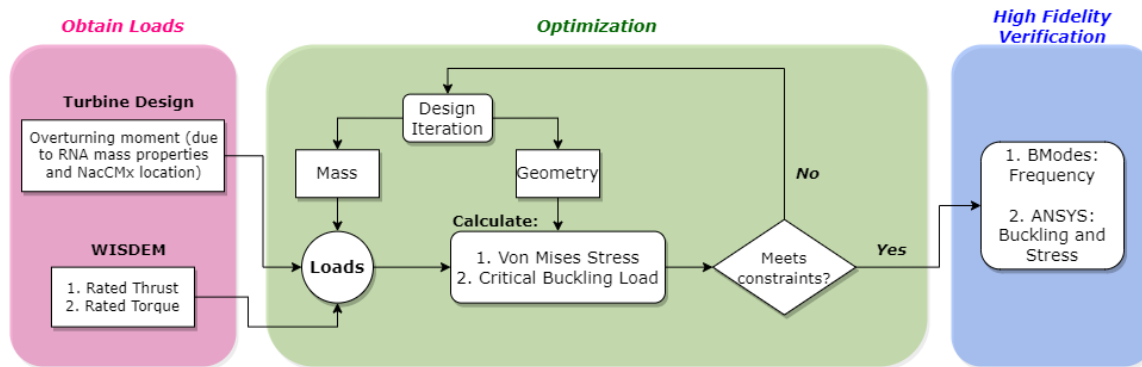 Obtain Loads
Turbine Design
Overturning moment (due
to RNA mass properties
and NacCMx location)
WISDEM
1. Rated Thrust
2. Rated Torque
Optimization
Design
Iteration
Mass
Geometry
Loads
Calculate:
1. Von Mises Stress
2. Critical Buckling Load
Meets
constraints?
No
Yes
High Fidelity
Verification
1. BModes:
Frequency
2. ANSYS:
Buckling and
Stress